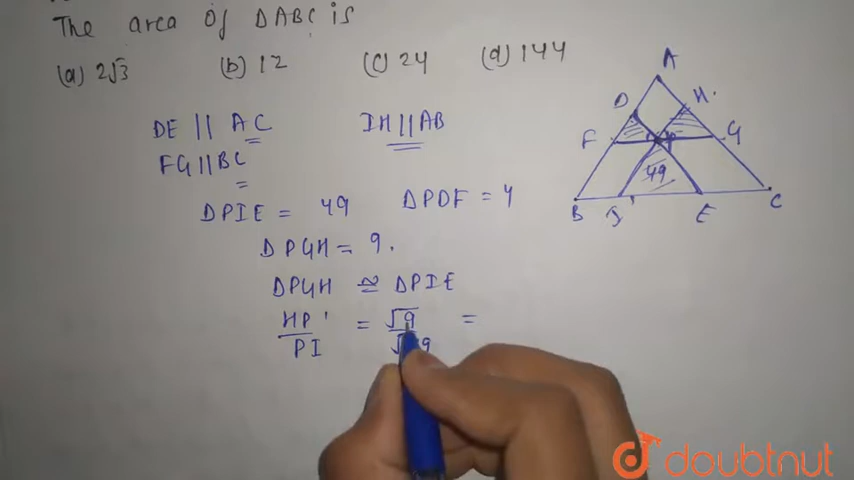 The area of ΔABC is
(a) 2√3 (b) 12 (c) 24 (d) 144
DE || AC IH || AB
FG || BC
ΔPIE = 49 ΔPDF = 4
ΔPGH = 9.
ΔPGH ≅ ΔPIE
HP / PI = √9 / √49 =
A
D
H
F
G
49
B
E
C
doubtnut